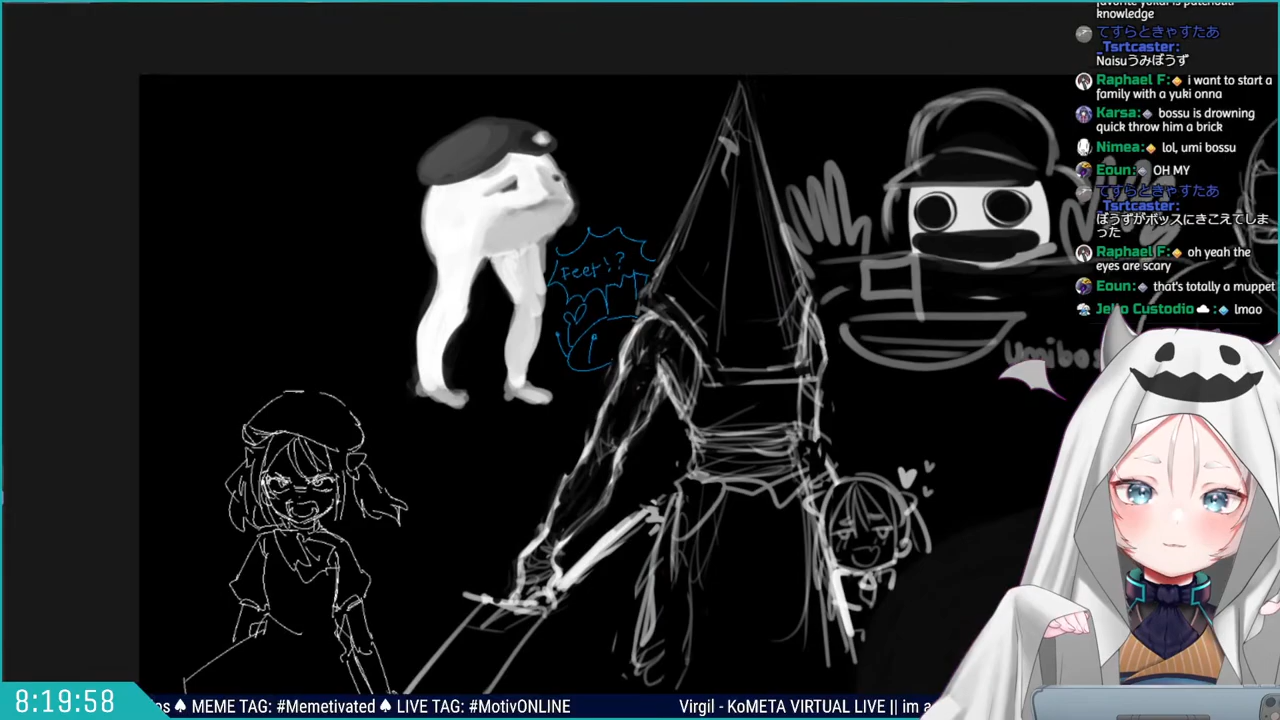 knowledge
てすらときゃすたあ
_Tsrtcaster:
Naisuうみぼうず
Raphael F: i want to start a
family with a yuki onna
Karsa: bossu is drowning
quick throw him a brick
Nimea: lol, umi bossu
Eoun: OH MY
てすらときゃすたあ
_Tsrtcaster:
ぼうずがボッスにきこえてしま
った
Raphael F: oh yeah the
eyes are scary
Eoun: that's totally a muppet
Custodio : lmao
Feet!?
Umibo
8:19:58
os ♠ MEME TAG: #Memetivated ♠ LIVE TAG: #MotivONLINE
Virgil - KoMETA VIRTUAL LIVE || im a